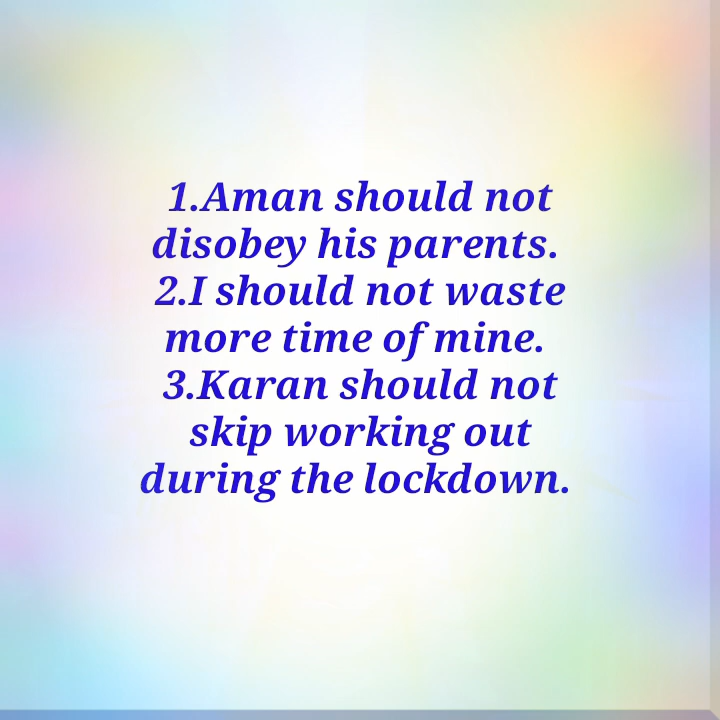 1.Aman should not
disobey his parents.
2.I should not waste
more time of mine.
3.Karan should not
skip working out
during the lockdown.